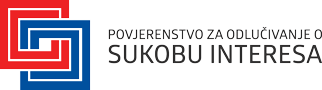 POVJERENSTVO ZA ODLUČIVANJE O
SUKOBU INTERESA